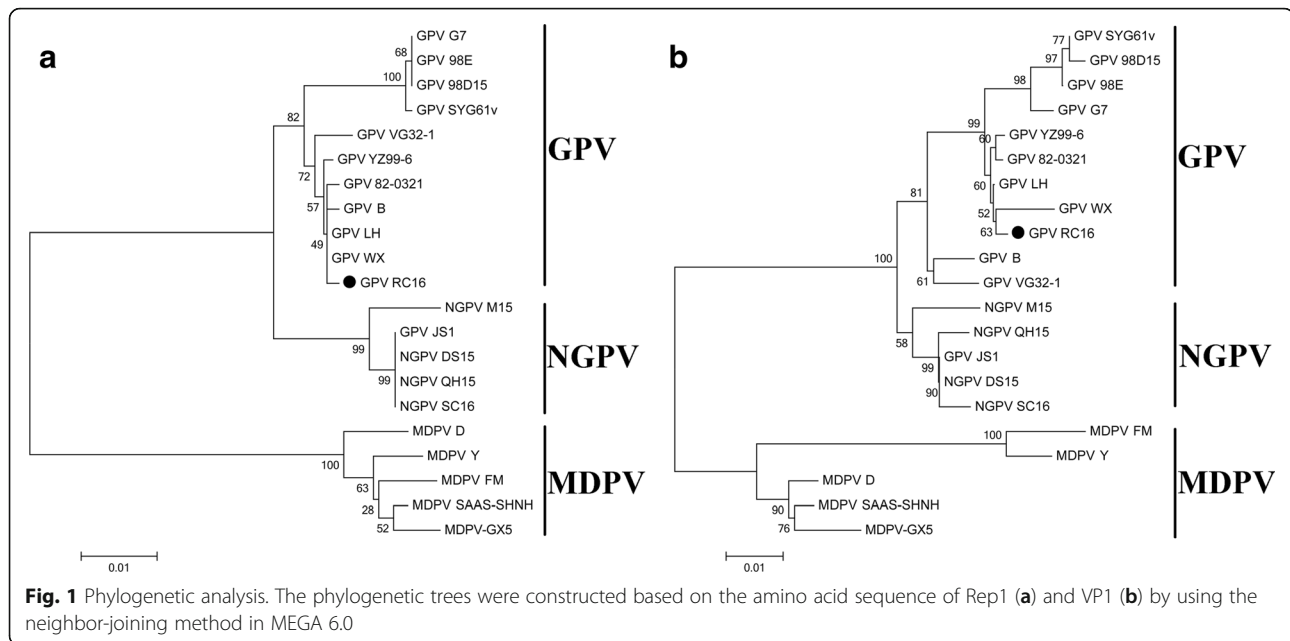 a
GPV G7
68
GPV 98E
100
GPV 98D15
GPV SYG61v
82
GPV VG32-1
GPV YZ99-6
72
GPV 82-0321
57
GPV B
GPV LH
49
GPV WX
GPV RC16
GPV
NGPV M15
GPV JS1
99
NGPV DS15
99
NGPV QH15
NGPV SC16
NGPV
MDPV D
100
MDPV Y
63
MDPV FM
28
MDPV SAAS-SHNH
52
MDPV-GX5
MDPV
0.01
b
GPV SYG61v
77
GPV 98D15
97
GPV 98E
98
GPV G7
99
GPV YZ99-6
60
GPV 82-0321
60
GPV LH
52
GPV WX
63
GPV RC16
81
GPV B
100
61
GPV VG32-1
GPV
NGPV M15
NGPV QH15
58
GPV JS1
99
NGPV DS15
90
NGPV SC16
NGPV
MDPV FM
100
MDPV Y
MDPV D
90
MDPV SAAS-SHNH
76
MDPV-GX5
MDPV
0.01
Fig. 1 Phylogenetic analysis. The phylogenetic trees were constructed based on the amino acid sequence of Rep1 (a) and VP1 (b) by using the
neighbor-joining method in MEGA 6.0